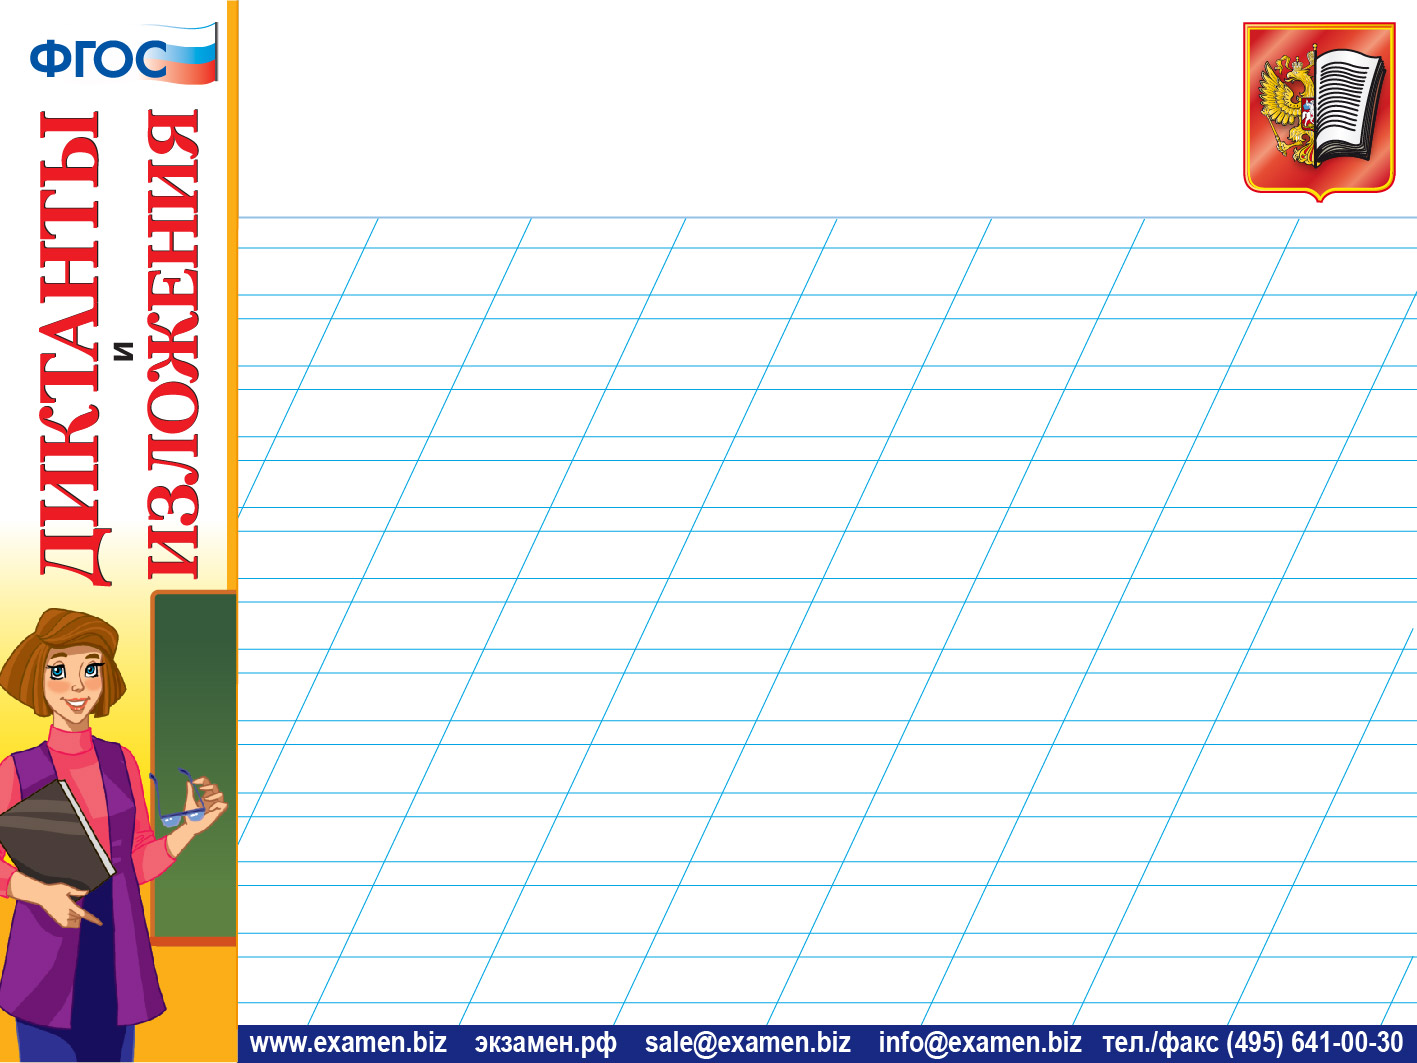 ФГОС
ДИКТАНТЫ
и
ИЗЛОЖЕНИЯ
www.examen.biz экзамен.рф sale@examen.biz info@examen.biz тел./факс (495) 641-00-30